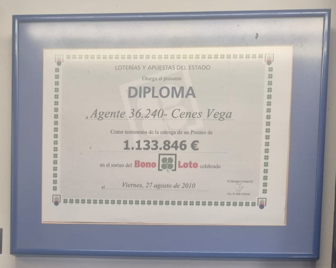 LOTERÍAS Y APUESTAS DEL ESTADO
Otorga el presente
DIPLOMA
Agente 36.240- Cenes Vega
Como testimonio de la entrega de un Premio de
1.133.846 €
en el sorteo del Bono Loto celebrado
el Viernes, 27 agosto de 2010